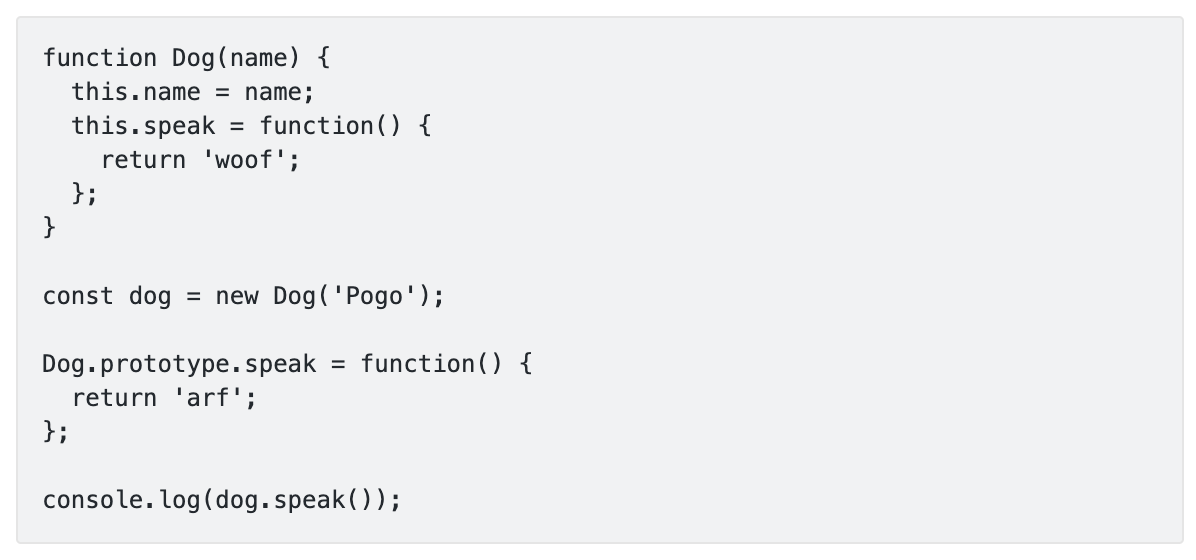 function Dog(name) {
  this.name = name;
  this.speak = function() {
    return 'woof';
  };
}

const dog = new Dog('Pogo');

Dog.prototype.speak = function() {
  return 'arf';
};

console.log(dog.speak());